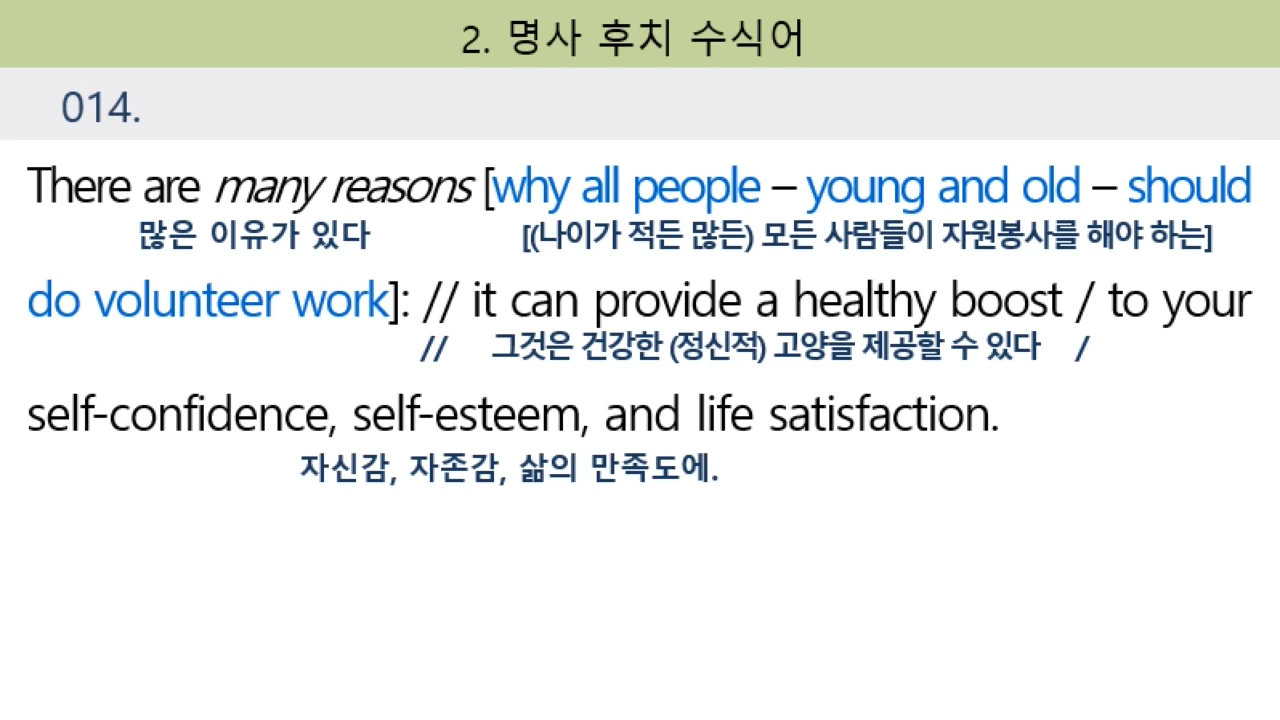 2. 명사 후치 수식어
014.
There are many reasons [why all people – young and old – should
많은 이유가 있다 [(나이가 적든 많든) 모든 사람들이 자원봉사를 해야 하는]
do volunteer work]: // it can provide a healthy boost / to your
// 그것은 건강한 (정신적) 고양을 제공할 수 있다 /
self-confidence, self-esteem, and life satisfaction.
자신감, 자존감, 삶의 만족도에.